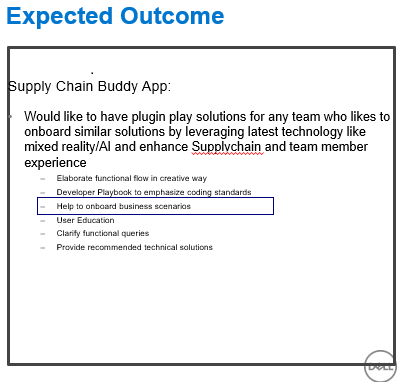 Expected Outcome
.
Supply Chain Buddy App:
Would like to have plugin play solutions for any team who likes to
onboard similar solutions by leveraging latest technology like
mixed reality/AI and enhance Supplychain and team member
experience
– Elaborate functional flow in creative way
– Developer Playbook to emphasize coding standards
– Help to onboard business scenarios
– User Education
– Clarify functional queries
– Provide recommended technical solutions
DELL